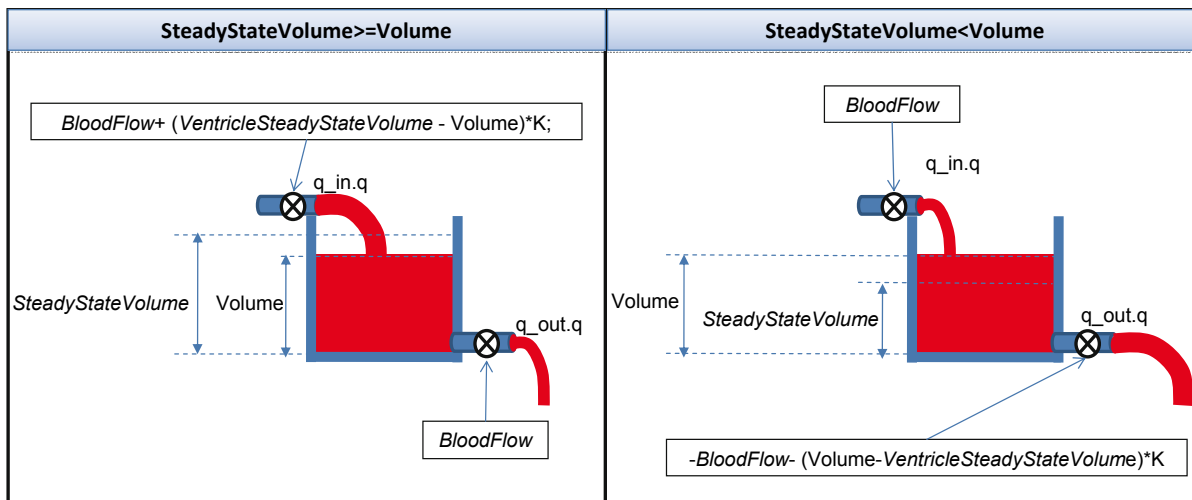 SteadyStateVolume>=Volume
BloodFlow+ (VentricleSteadyStateVolume - Volume)*K;
q_in.q
SteadyStateVolume
Volume
q_out.q
BloodFlow
SteadyStateVolume<Volume
BloodFlow
q_in.q
Volume
SteadyStateVolume
q_out.q
-BloodFlow- (Volume-VentricleSteadyStateVolume)*K